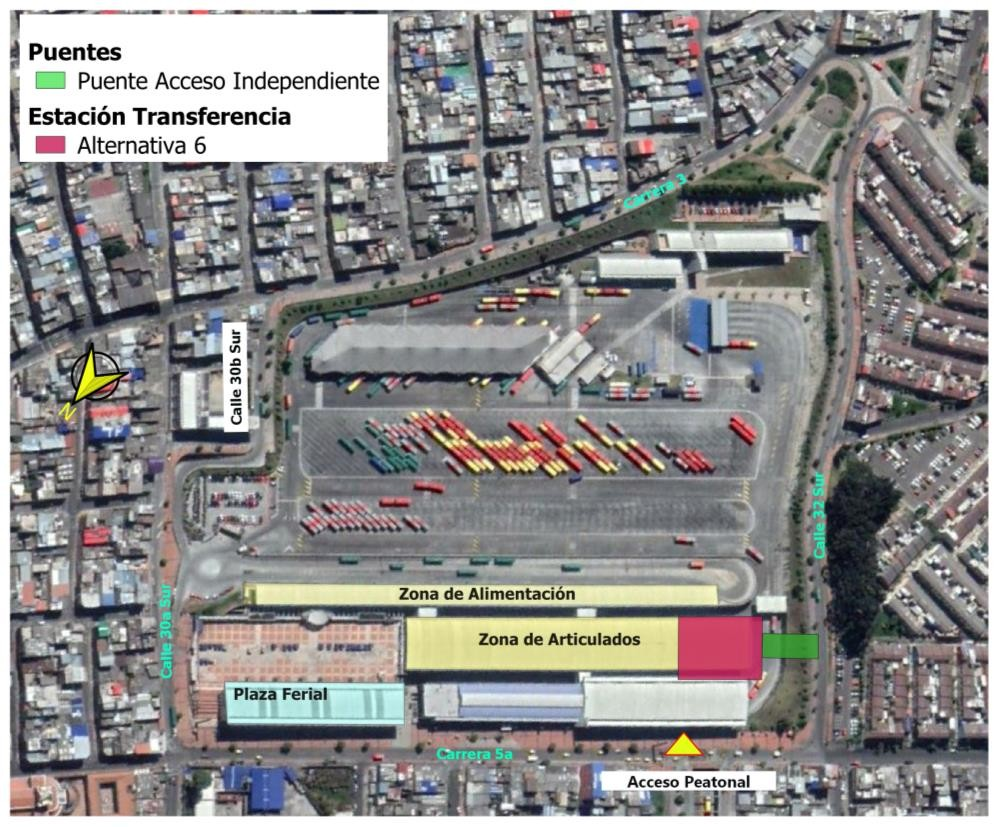 Puentes
Puente Acceso Independiente
Estación Transferencia
Alternativa 6
Carrera 3
Calle 30b Sur
N
Calle 32 Sur
Calle 30a Sur
Zona de Alimentación
Zona de Articulados
Plaza Ferial
Carrera 5a
Acceso Peatonal